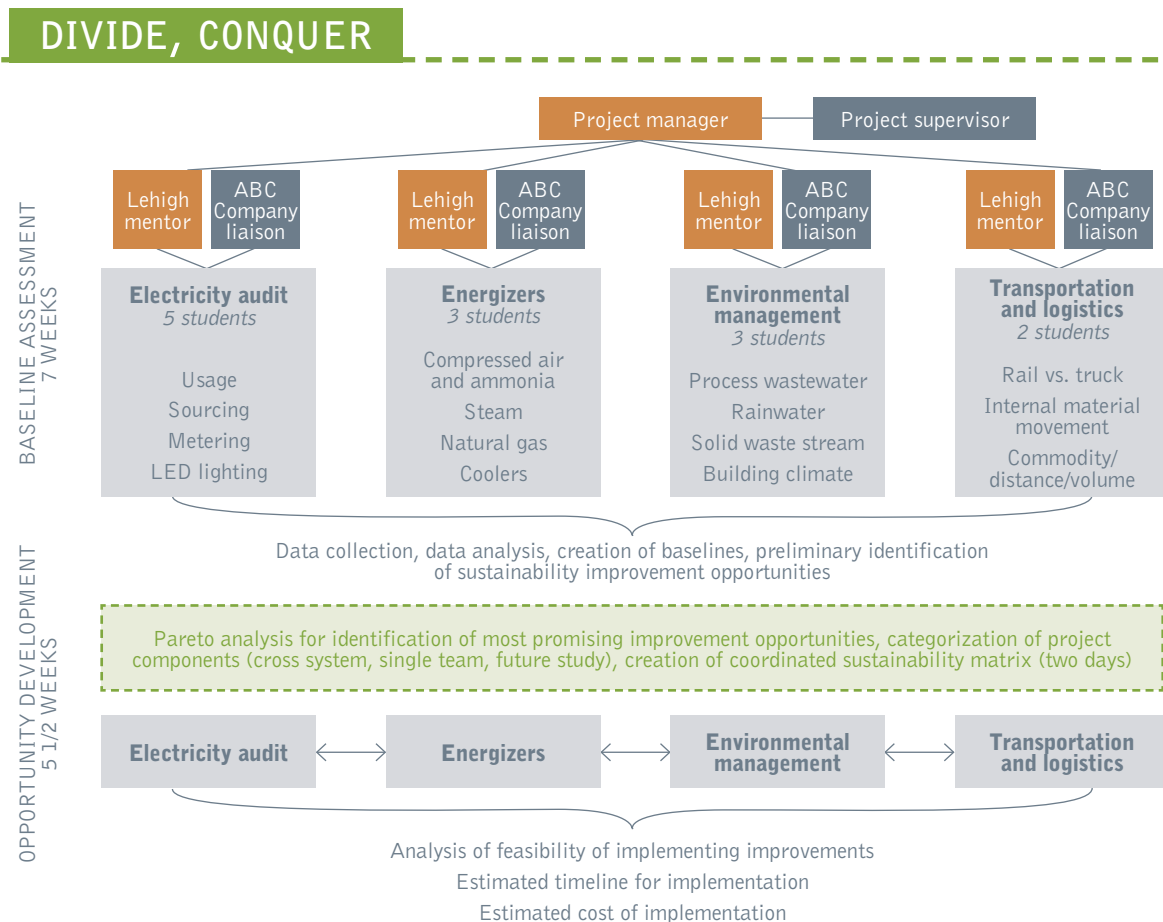 DIVIDE, CONQUER
Project manager
Project supervisor
Lehigh
mentor
ABC
Company
liaison
Lehigh
mentor
ABC
Company
liaison
Lehigh
mentor
ABC
Company
liaison
Lehigh
mentor
ABC
Company
liaison
BASELINE ASSESSMENT
7 WEEKS
Electricity audit
5 students
Usage
Sourcing
Metering
LED lighting
Energizers
3 students
Compressed air
and ammonia
Steam
Natural gas
Coolers
Environmental
management
3 students
Process wastewater
Rainwater
Solid waste stream
Building climate
Transportation
and logistics
2 students
Rail vs. truck
Internal material
movement
Commodity/
distance/volume
Data collection, data analysis, creation of baselines, preliminary identification
of sustainability improvement opportunities
OPPORTUNITY DEVELOPMENT
5 1/2 WEEKS
Pareto analysis for identification of most promising improvement opportunities, categorization of project
components (cross system, single team, future study), creation of coordinated sustainability matrix (two days)
Electricity audit
Energizers
Environmental
management
Transportation
and logistics
Analysis of feasibility of implementing improvements
Estimated timeline for implementation
Estimated cost of implementation